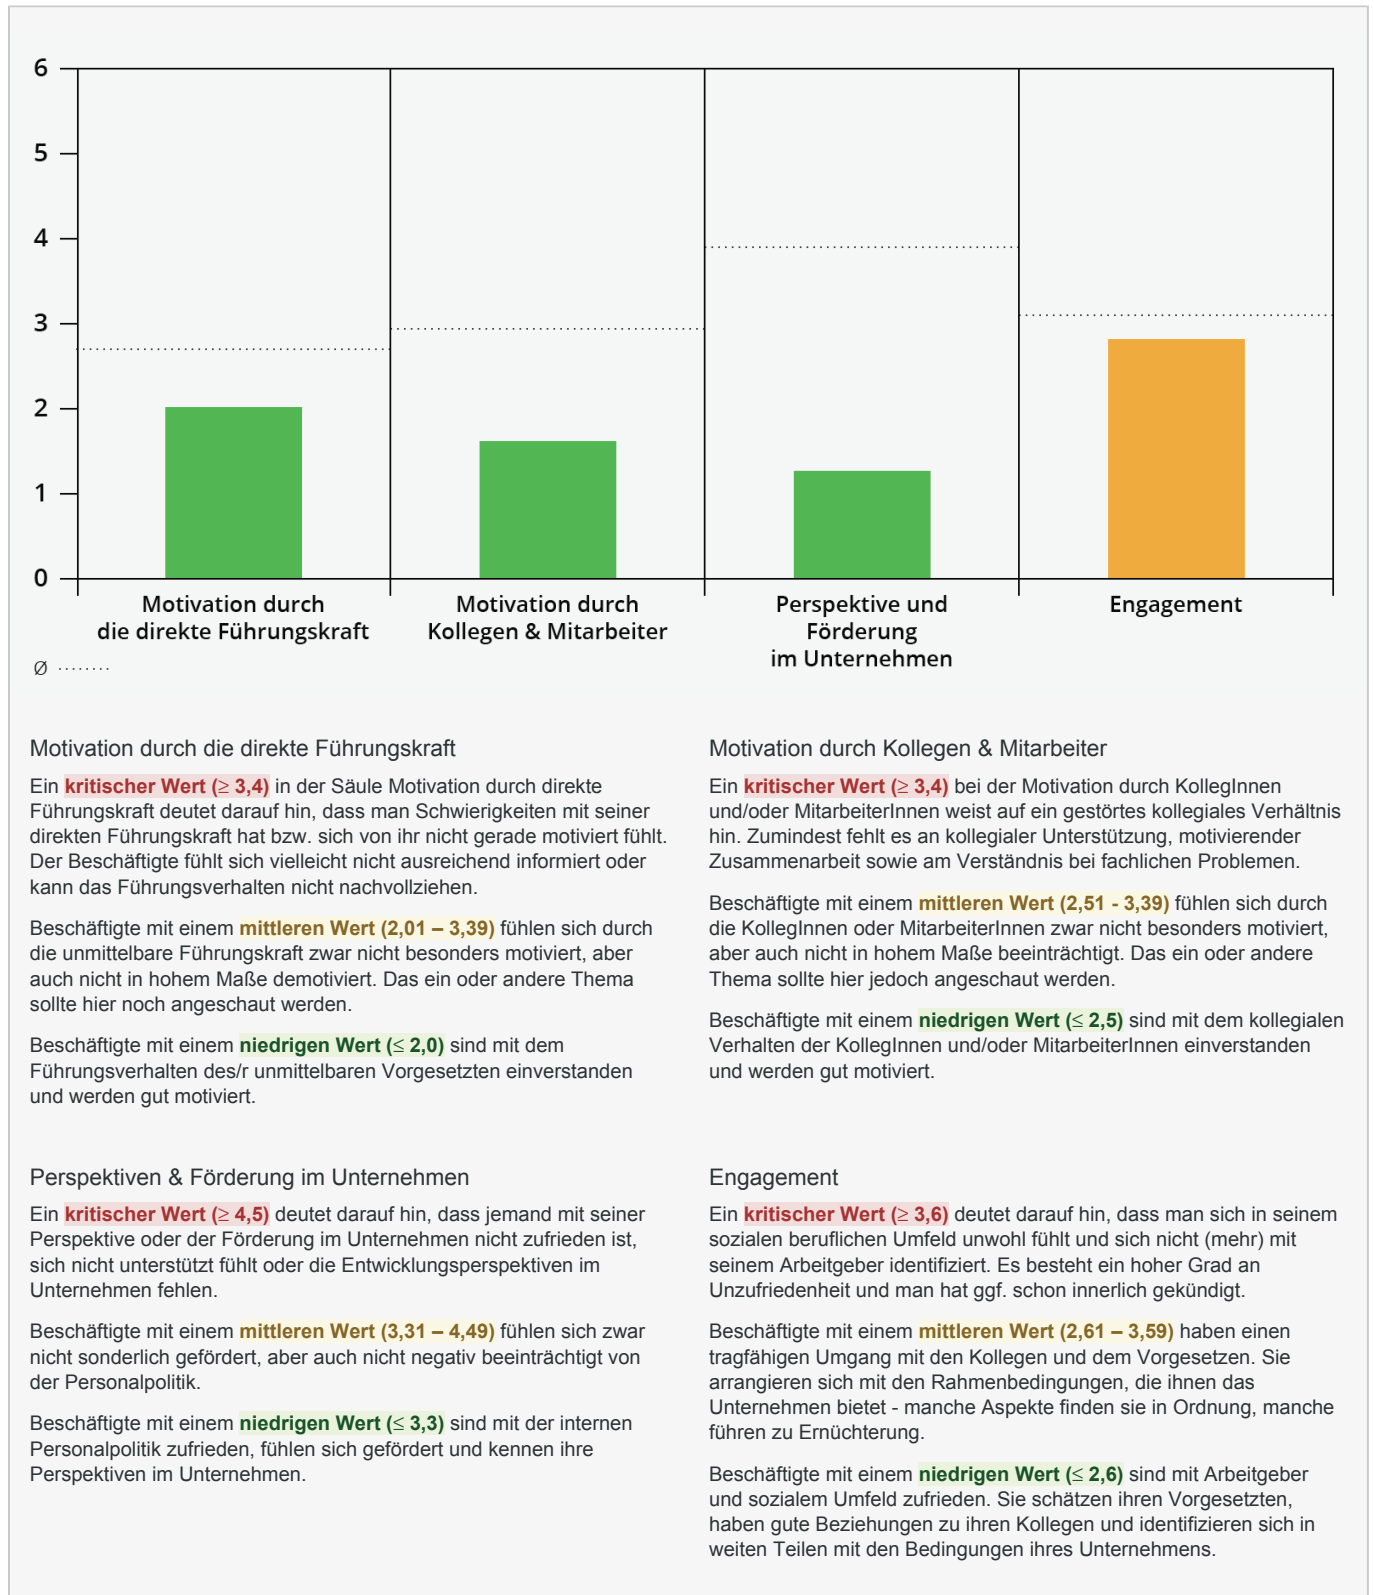 6
5
4
3
2
1
0
Motivation durch
die direkte Führungskraft
Motivation durch
Kollegen & Mitarbeiter
Perspektive und
Förderung
im Unternehmen
Engagement
Ø ........
Motivation durch die direkte Führungskraft
Ein kritischer Wert (≥ 3,4) in der Säule Motivation durch direkte
Führungskraft deutet darauf hin, dass man Schwierigkeiten mit seiner
direkten Führungskraft hat bzw. sich von ihr nicht gerade motiviert fühlt.
Der Beschäftigte fühlt sich vielleicht nicht ausreichend informiert oder
kann das Führungsverhalten nicht nachvollziehen.
Beschäftigte mit einem mittleren Wert (2,01 – 3,39) fühlen sich durch
die unmittelbare Führungskraft zwar nicht besonders motiviert, aber
auch nicht in hohem Maße demotiviert. Das ein oder andere Thema
sollte hier noch angeschaut werden.
Beschäftigte mit einem niedrigen Wert (≤ 2,0) sind mit dem
Führungsverhalten des/r unmittelbaren Vorgesetzten einverstanden
und werden gut motiviert.
Motivation durch Kollegen & Mitarbeiter
Ein kritischer Wert (≥ 3,4) bei der Motivation durch KollegInnen
und/oder MitarbeiterInnen weist auf ein gestörtes kollegiales Verhältnis
hin. Zumindest fehlt es an kollegialer Unterstützung, motivierender
Zusammenarbeit sowie am Verständnis bei fachlichen Problemen.
Beschäftigte mit einem mittleren Wert (2,51 - 3,39) fühlen sich durch
die KollegInnen oder MitarbeiterInnen zwar nicht besonders motiviert,
aber auch nicht in hohem Maße beeinträchtigt. Das ein oder andere
Thema sollte hier jedoch angeschaut werden.
Beschäftigte mit einem niedrigen Wert (≤ 2,5) sind mit dem kollegialen
Verhalten der KollegInnen und/oder MitarbeiterInnen einverstanden
und werden gut motiviert.
Perspektiven & Förderung im Unternehmen
Ein kritischer Wert (≥ 4,5) deutet darauf hin, dass jemand mit seiner
Perspektive oder der Förderung im Unternehmen nicht zufrieden ist,
sich nicht unterstützt fühlt oder die Entwicklungsperspektiven im
Unternehmen fehlen.
Beschäftigte mit einem mittleren Wert (3,31 – 4,49) fühlen sich zwar
nicht sonderlich gefördert, aber auch nicht negativ beeinträchtigt von
der Personalpolitik.
Beschäftigte mit einem niedrigen Wert (≤ 3,3) sind mit der internen
Personalpolitik zufrieden, fühlen sich gefördert und kennen ihre
Perspektiven im Unternehmen.
Engagement
Ein kritischer Wert (≥ 3,6) deutet darauf hin, dass man sich in seinem
sozialen beruflichen Umfeld unwohl fühlt und sich nicht (mehr) mit
seinem Arbeitgeber identifiziert. Es besteht ein hoher Grad an
Unzufriedenheit und man hat ggf. schon innerlich gekündigt.
Beschäftigte mit einem mittleren Wert (2,61 – 3,59) haben einen
tragfähigen Umgang mit den Kollegen und dem Vorgesetzen. Sie
arrangieren sich mit den Rahmenbedingungen, die ihnen das
Unternehmen bietet - manche Aspekte finden sie in Ordnung, manche
führen zu Ernüchterung.
Beschäftigte mit einem niedrigen Wert (≤ 2,6) sind mit Arbeitgeber
und sozialem Umfeld zufrieden. Sie schätzen ihren Vorgesetzten,
haben gute Beziehungen zu ihren Kollegen und identifizieren sich in
weiten Teilen mit den Bedingungen ihres Unternehmens.